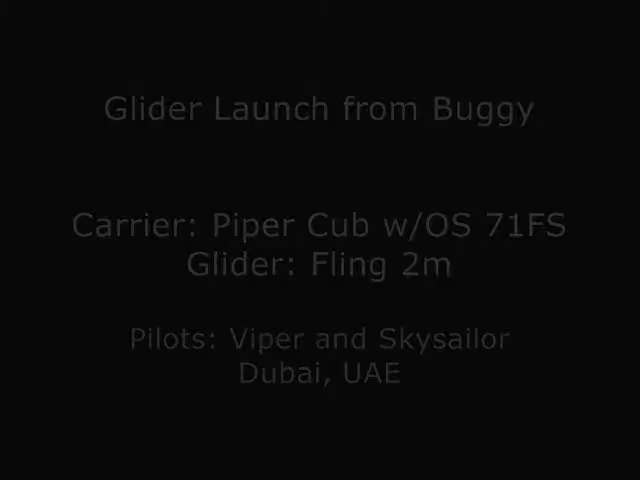 Glider Launch from Buggy
Carrier: Piper Cub w/OS 71FS
Glider: Fling 2m
Pilots: Viper and Skysailor
Dubai, UAE